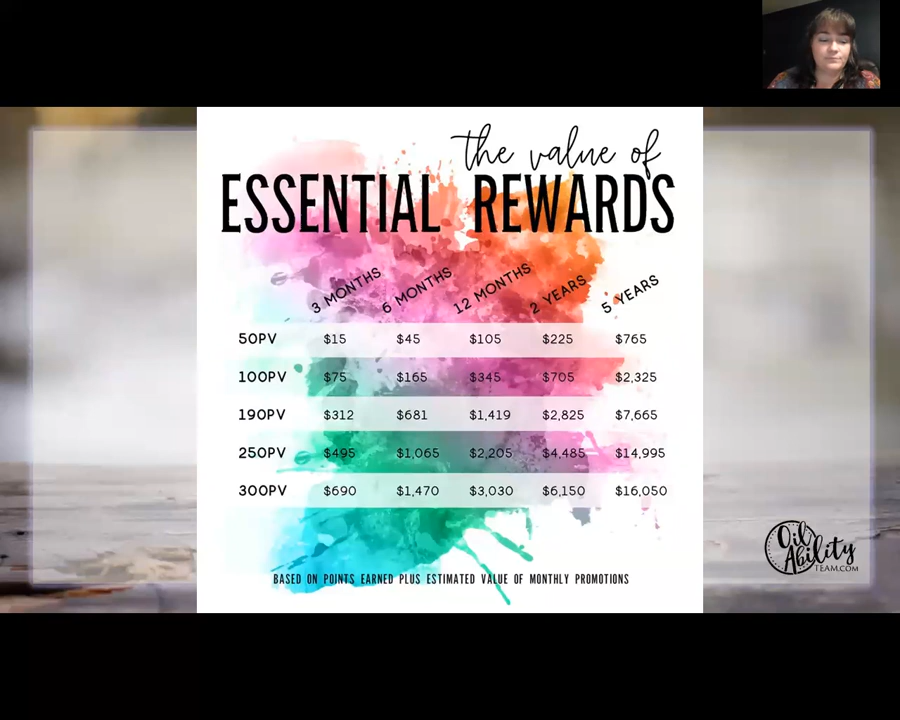 the value of
ESSENTIAL REWARDS
3 MONTHS 6 MONTHS 12 MONTHS 2 YEARS 5 YEARS
50PV $15 $45 $105 $225 $765
100PV $75 $165 $345 $705 $2,325
190PV $312 $681 $1,419 $2,825 $7,665
250PV $495 $1,065 $2,205 $4,485 $14,995
300PV $690 $1,470 $3,030 $6,150 $16,050
BASED ON POINTS EARNED PLUS ESTIMATED VALUE OF MONTHLY PROMOTIONS
Oil
Ability
TEAM.COM